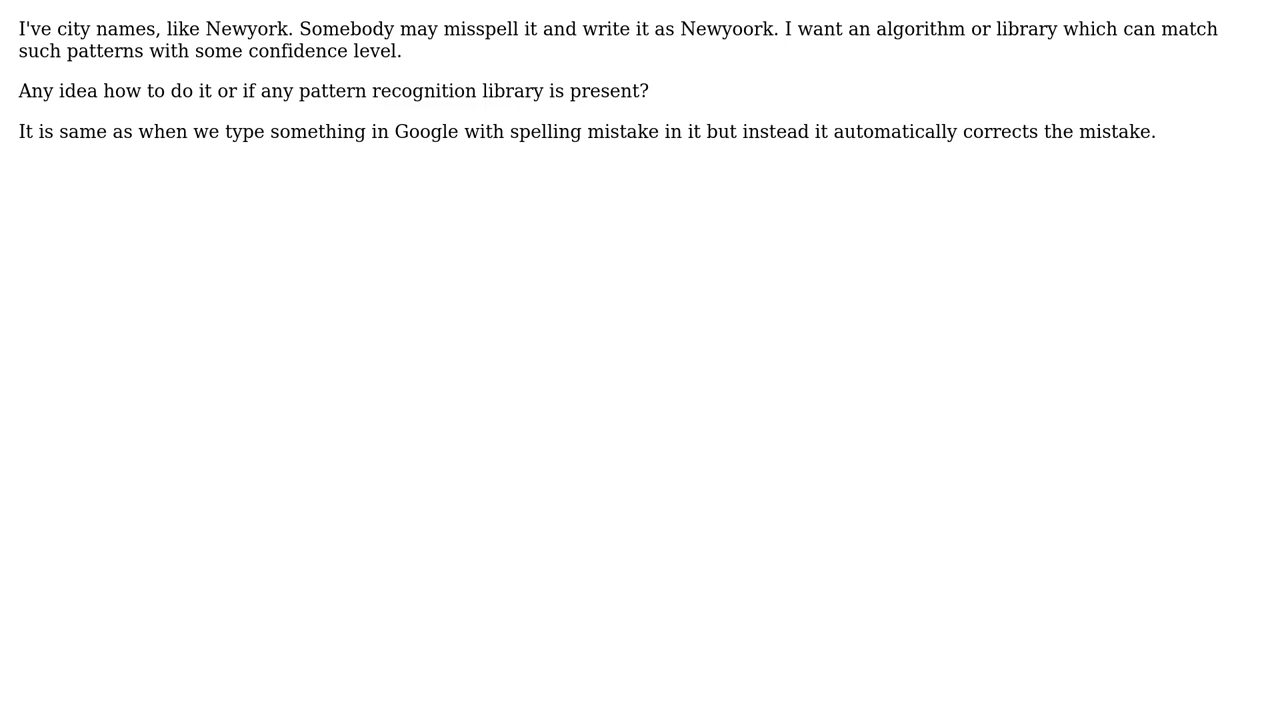 I've city names, like Newyork. Somebody may misspell it and write it as Newyoork. I want an algorithm or library which can match
such patterns with some confidence level.
Any idea how to do it or if any pattern recognition library is present?
It is same as when we type something in Google with spelling mistake in it but instead it automatically corrects the mistake.